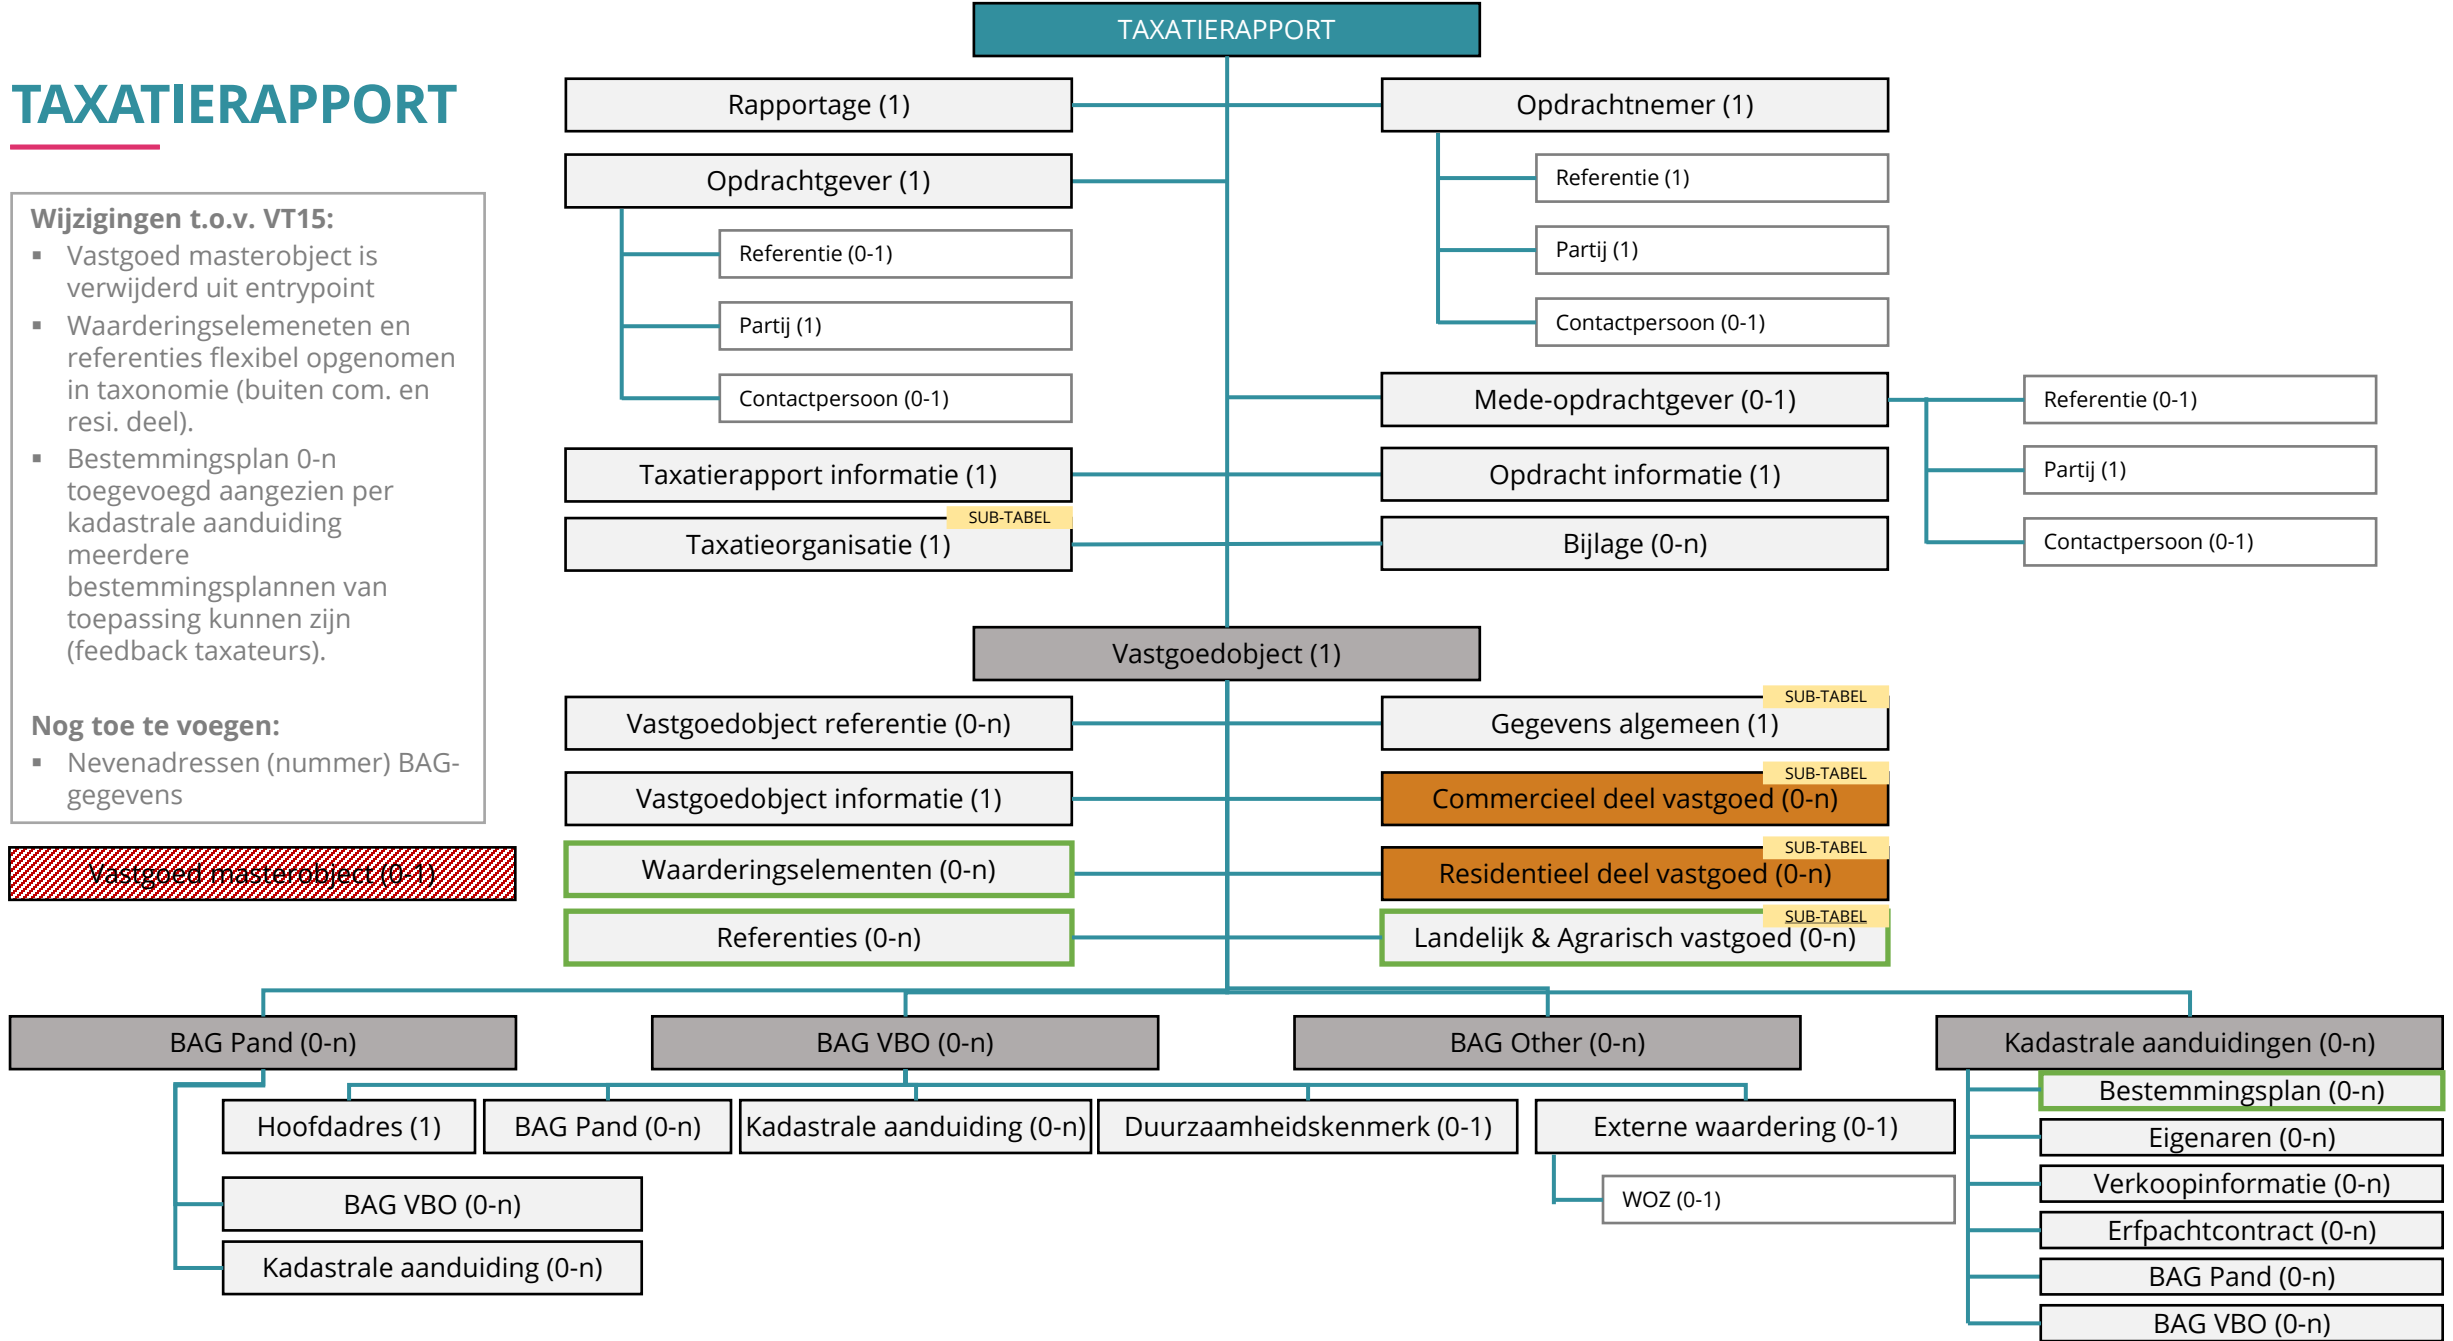 TAXATIERAPPORT
TAXATIERAPPORT
Wijzigingen t.o.v. VT15:
▪ Vastgoed masterobject is
verwijderd uit entrypoint
▪ Waarderingselemeneten en
referenties flexibel opgenomen
in taxonomie (buiten com. en
resi. deel).
▪ Bestemmingsplan 0-n
toegevoegd aangezien per
kadastrale aanduiding
meerdere
bestemmingsplannen van
toepassing kunnen zijn
(feedback taxateurs).
Nog toe te voegen:
▪ Nevenadressen (nummer) BAG-
gegevens
Vastgoed masterobject (0-1)
Rapportage (1)
Opdrachtnemer (1)
Referentie (1)
Partij (1)
Contactpersoon (0-1)
Opdrachtgever (1)
Referentie (0-1)
Partij (1)
Contactpersoon (0-1)
Mede-opdrachtgever (0-1)
Referentie (0-1)
Partij (1)
Contactpersoon (0-1)
Taxatierapport informatie (1)
Opdracht informatie (1)
SUB-TABEL
Taxatieorganisatie (1)
Bijlage (0-n)
Vastgoedobject (1)
Vastgoedobject referentie (0-n)
SUB-TABEL
Gegevens algemeen (1)
Vastgoedobject informatie (1)
SUB-TABEL
Commercieel deel vastgoed (0-n)
Waarderingselementen (0-n)
SUB-TABEL
Residentieel deel vastgoed (0-n)
Referenties (0-n)
SUB-TABEL
Landelijk & Agrarisch vastgoed (0-n)
BAG Pand (0-n)
BAG VBO (0-n)
BAG Other (0-n)
Kadastrale aanduidingen (0-n)
Hoofdadres (1)
BAG Pand (0-n)
Kadastrale aanduiding (0-n)
Duurzaamheidskenmerk (0-1)
Externe waardering (0-1)
WOZ (0-1)
BAG VBO (0-n)
Kadastrale aanduiding (0-n)
Bestemmingsplan (0-n)
Eigenaren (0-n)
Verkoopinformatie (0-n)
Erfpachtcontract (0-n)
BAG Pand (0-n)
BAG VBO (0-n)